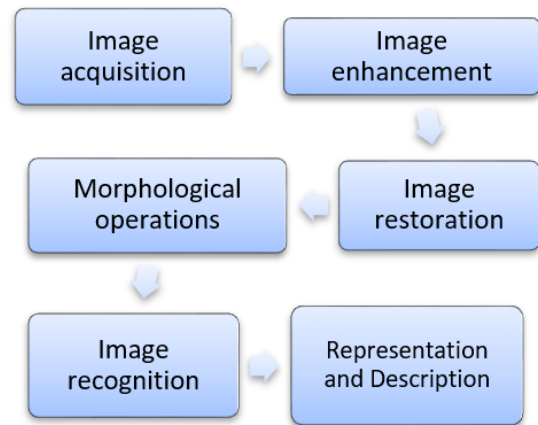 Image
acquisition
Image
enhancement
Image
restoration
Morphological
operations
Image
recognition
Representation
and Description